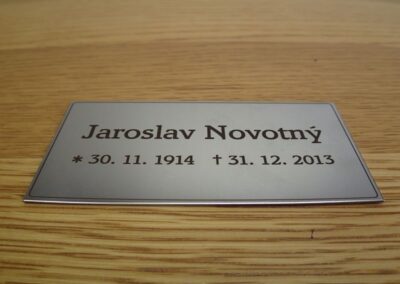 Jaroslav Novotný
* 30. 11. 1914 † 31. 12. 2013